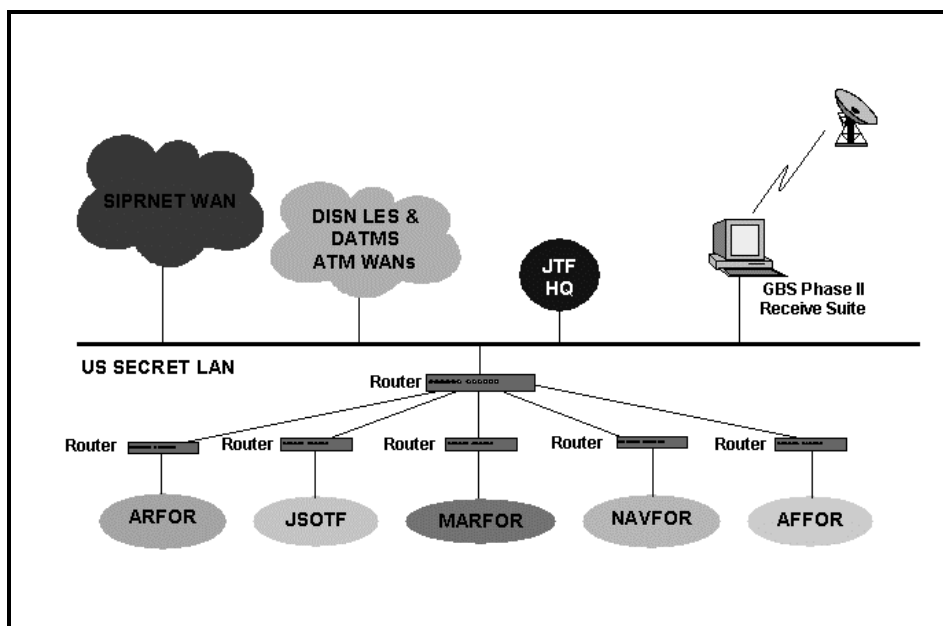 SIPRNET WAN
DISN LES &
DATMS
ATM WANs
JTF
HQ
GBS Phase II
Receive Suite
US SECRET LAN
Router
Router
Router
Router
Router
Router
ARFOR
JSOTF
MARFOR
NAVFOR
AFFOR